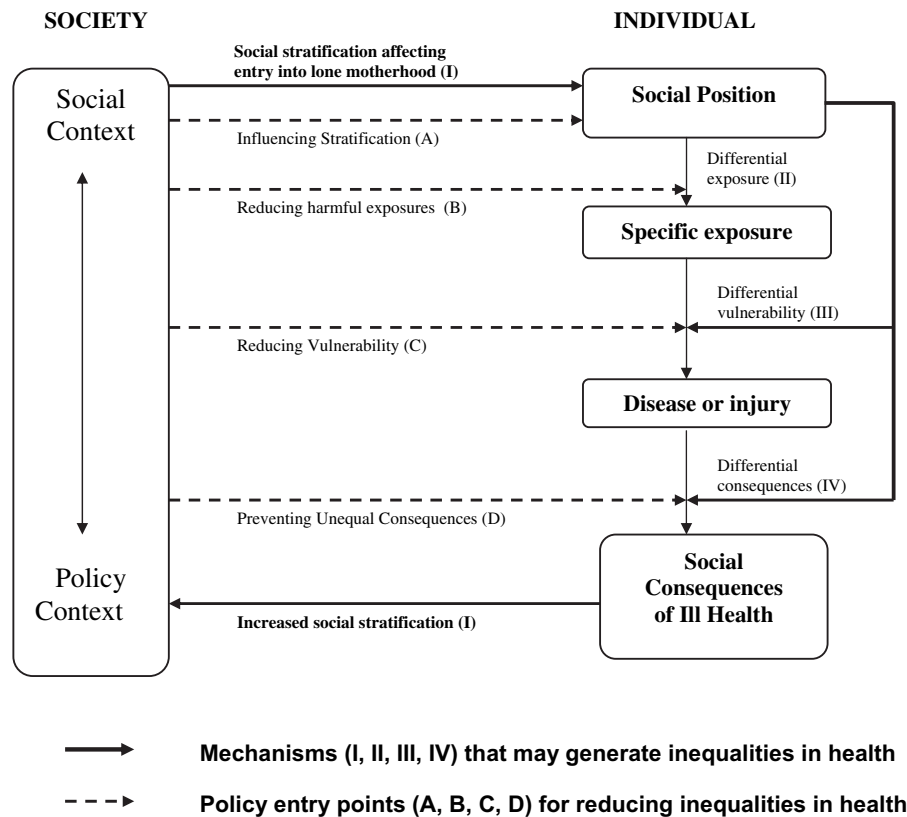 SOCIETY
INDIVIDUAL
Social stratification affecting
entry into lone motherhood (I)
Social
Context
Social Position
Influencing Stratification (A)
Differential
exposure (II)
Reducing harmful exposures (B)
Specific exposure
Differential
vulnerability (III)
Reducing Vulnerability (C)
Disease or injury
Differential
consequences (IV)
Preventing Unequal Consequences (D)
Policy
Context
Social
Consequences
of Ill Health
Increased social stratification (I)
Mechanisms (I, II, III, IV) that may generate inequalities in health
Policy entry points (A, B, C, D) for reducing inequalities in health